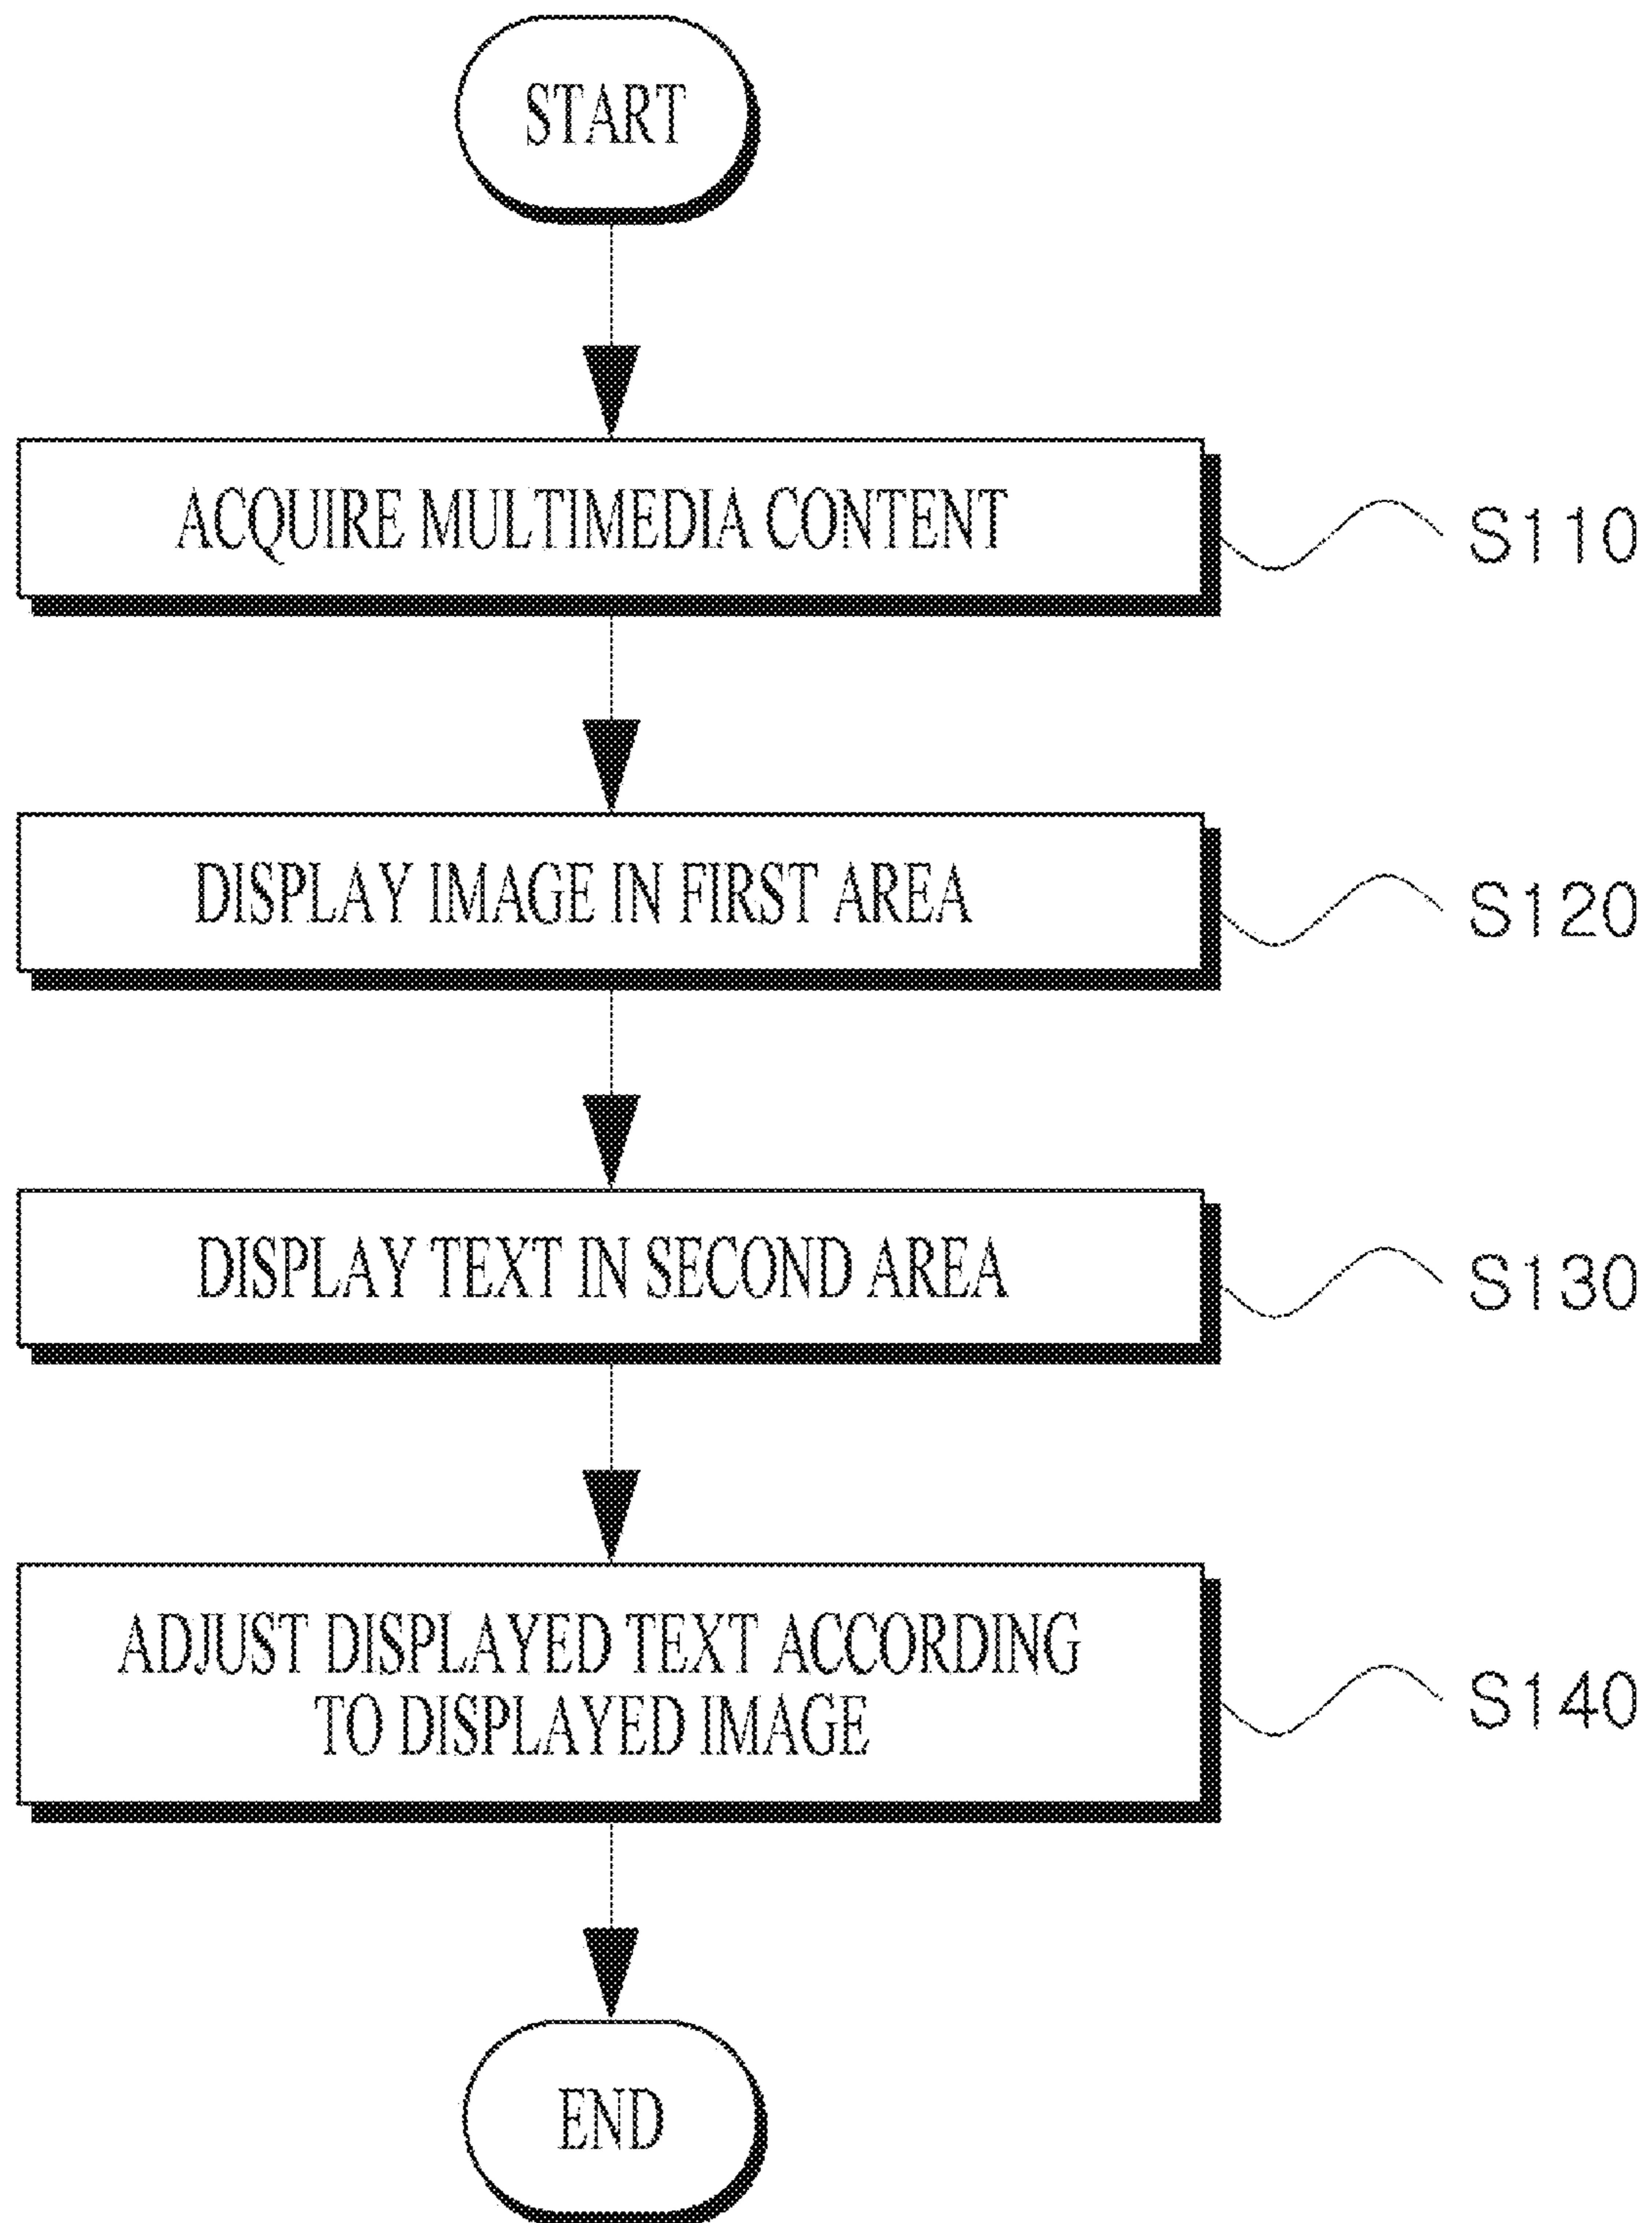 START
ACQUIRE MULTIMEDIA CONTENT
S110
DISPLAY IMAGE IN FIRST AREA
S120
DISPLAY TEXT IN SECOND AREA
S130
ADJUST DISPLAYED TEXT ACCORDING
TO DISPLAYED IMAGE
S140
END